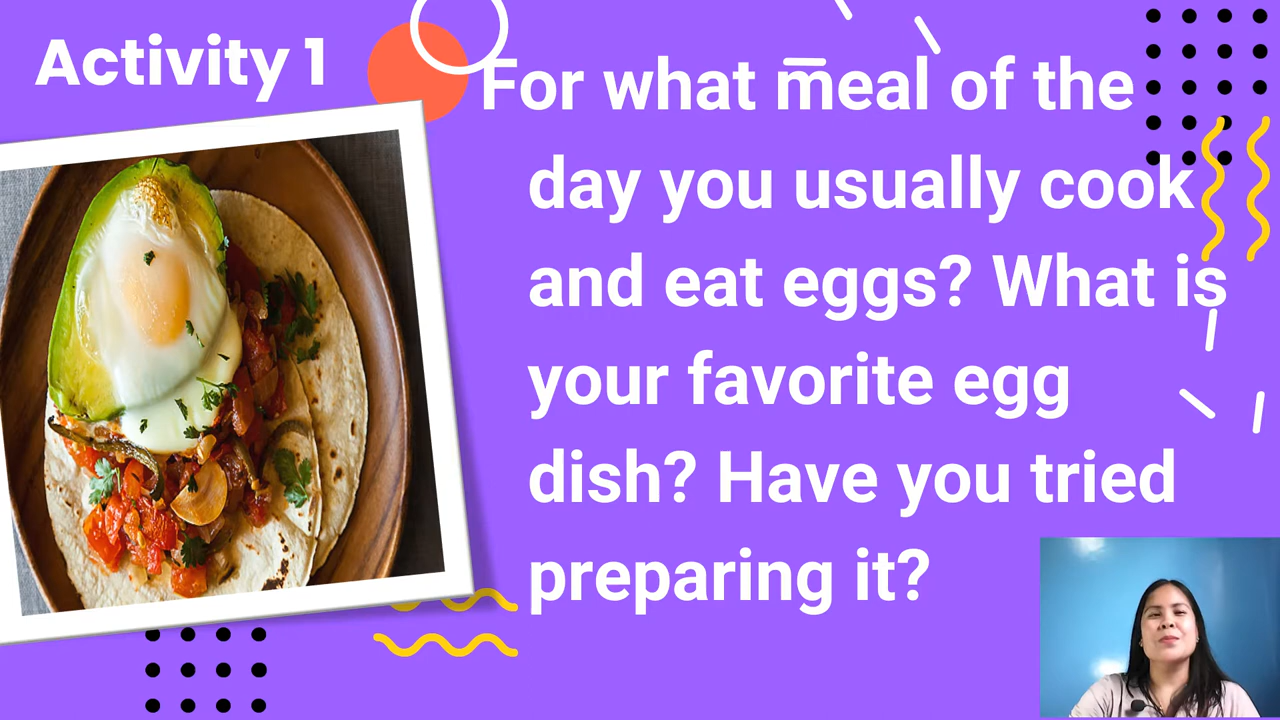 Activity 1
For what meal of the
day you usually cook
and eat eggs? What is
your favorite egg
dish? Have you tried
preparing it?